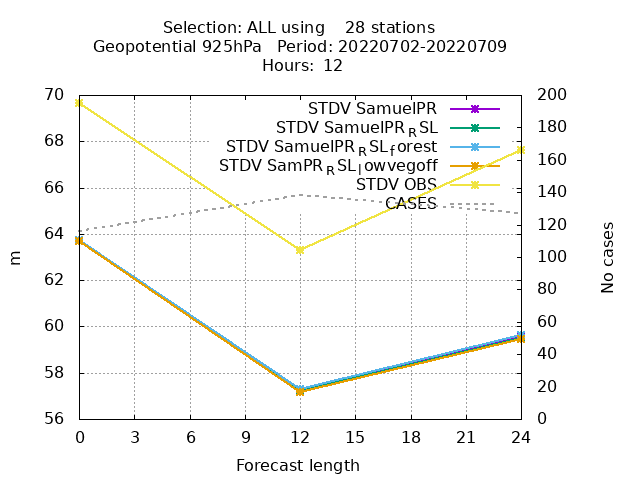 Selection: ALL using    28 stations
Geopotential 925hPa   Period: 20220702-20220709
Hours:  12
70
68
66
64
62
60
58
56
m
200
180
160
140
120
100
80
60
40
20
0
No cases
STDV SamuelPR
STDV SamuelPR_RSL
STDV SamuelPR_RSL_forest
STDV SamPR_RSL_lowvegoff
STDV OBS
CASES
0 3 6 9 12 15 18 21 24
Forecast length